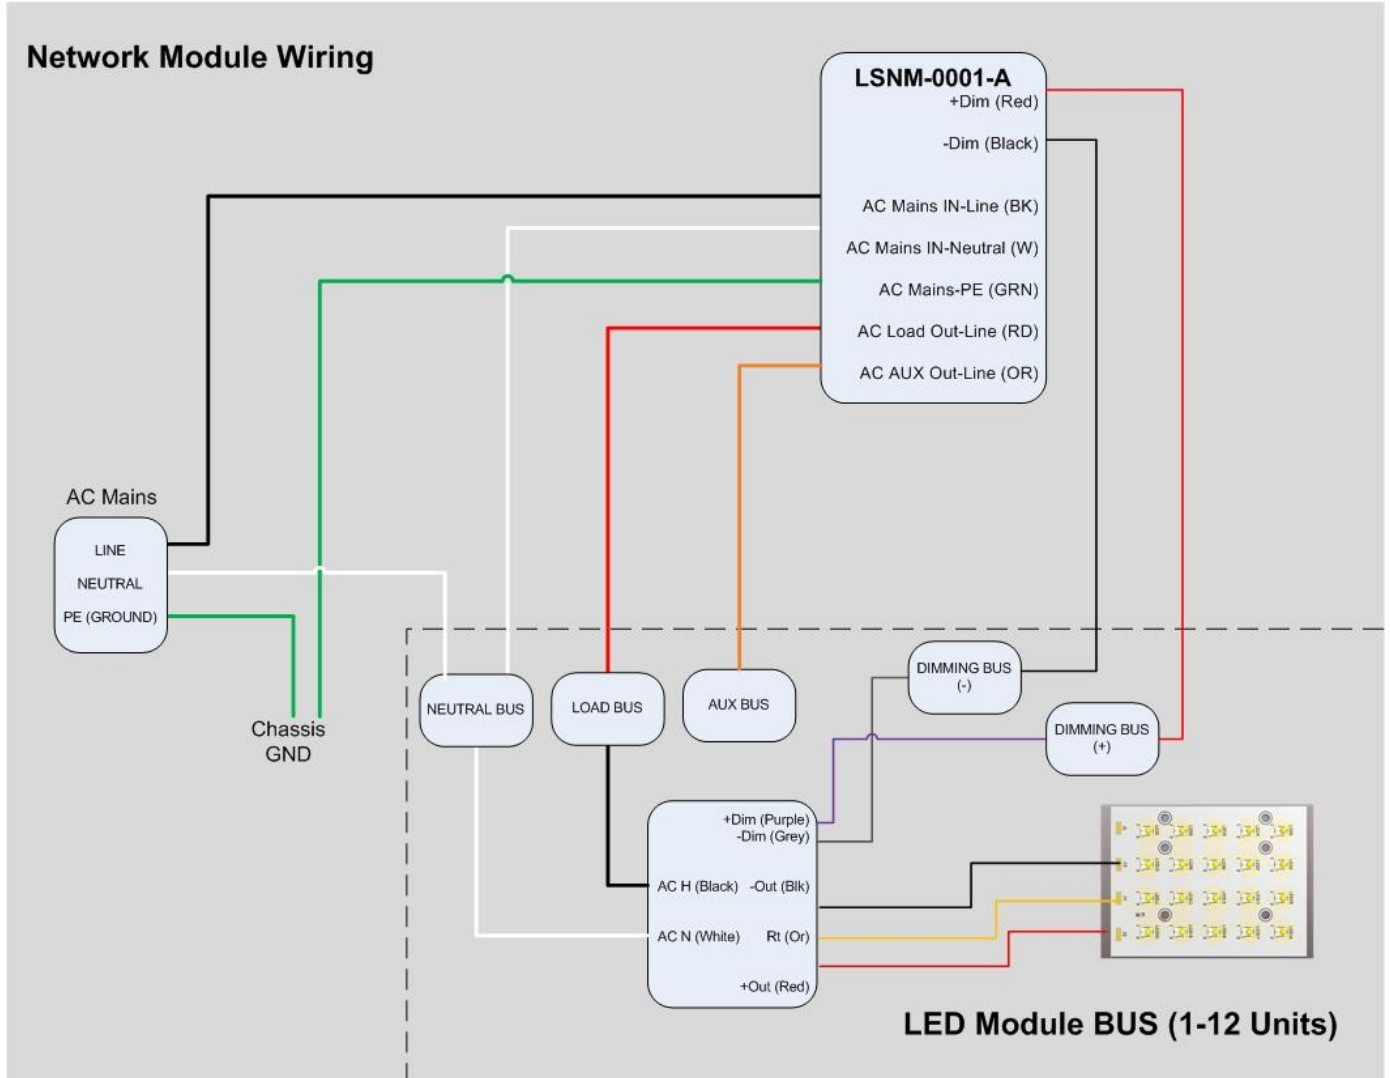 Network Module Wiring
LSNM-0001-A
+Dim (Red)
-Dim (Black)
AC Mains IN-Line (BK)
AC Mains IN-Neutral (W)
AC Mains-PE (GRN)
AC Load Out-Line (RD)
AC AUX Out-Line (OR)
AC Mains
LINE
NEUTRAL
PE (GROUND)
Chassis
GND
NEUTRAL BUS
LOAD BUS
AUX BUS
DIMMING BUS
(-)
DIMMING BUS
(+)
+Dim (Purple)
-Dim (Grey)
AC H (Black)
-Out (Blk)
AC N (White)
Rt (Or)
+Out (Red)
LED Module BUS (1-12 Units)